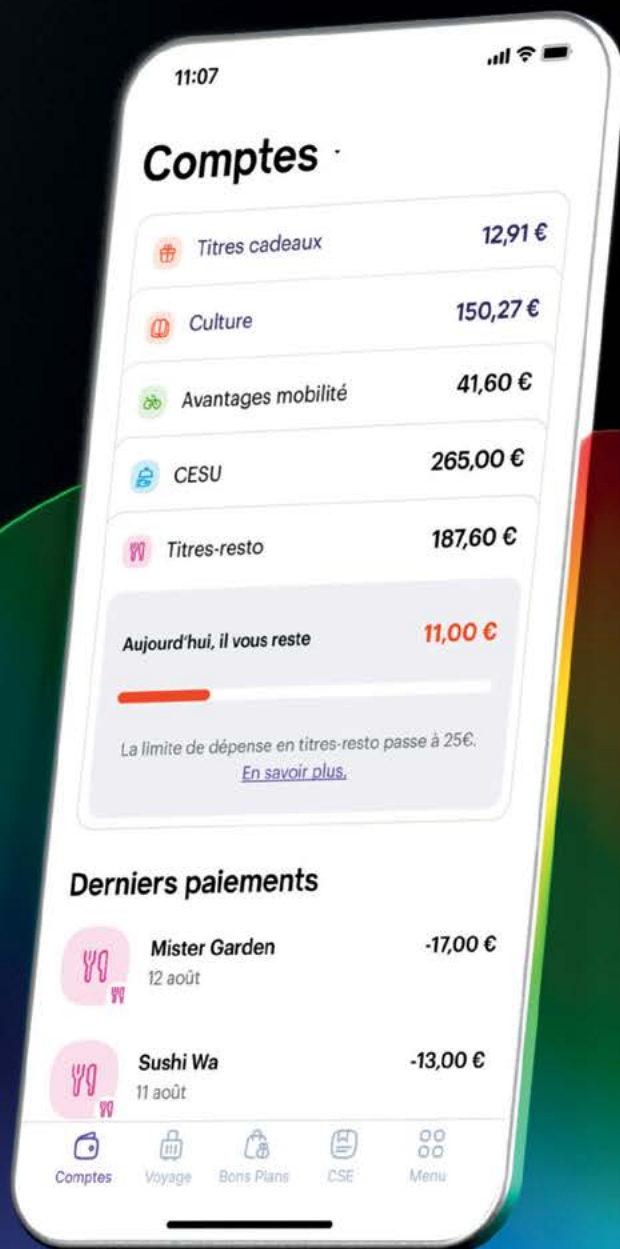 11:07
Comptes
Titres cadeaux 12,91 €
Culture 150,27 €
Avantages mobilité 41,60 €
CESU 265,00 €
Titres-resto 187,60 €
Aujourd'hui, il vous reste 11,00 €
La limite de dépense en titres-resto passe à 25€.
En savoir plus.
Derniers paiements
Mister Garden -17,00 €
12 août
Sushi Wa -13,00 €
11 août
Comptes Voyage Bons Plans CSE Menu